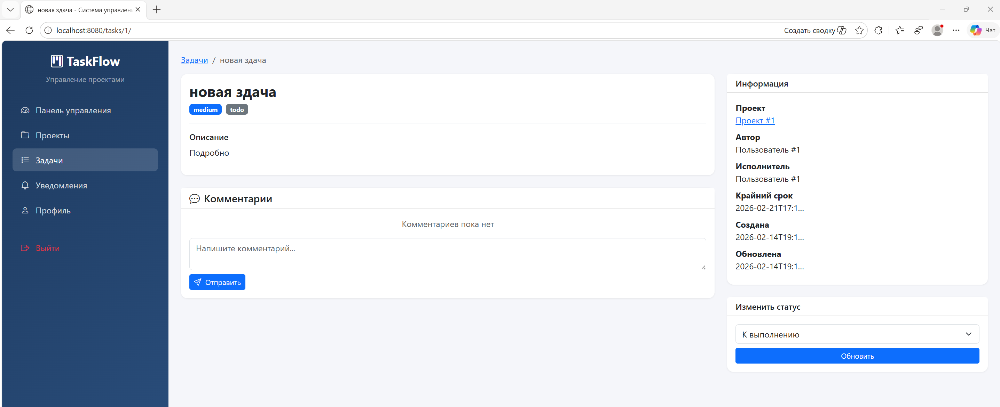 новая здача - Система управлен
localhost:8080/tasks/1/
Создать сводку
Чат
TaskFlow
Управление проектами
Панель управления
Проекты
Задачи
Уведомления
Профиль
Выйти
Задачи / новая здача
новая здача
medium todo
Описание
Подробно
Комментарии
Комментариев пока нет
Напишите комментарий...
Отправить
Информация
Проект
Проект #1
Автор
Пользователь #1
Исполнитель
Пользователь #1
Крайний срок
2026-02-21T17:1...
Создана
2026-02-14T19:1...
Обновлена
2026-02-14T19:1...
Изменить статус
К выполнению
Обновить